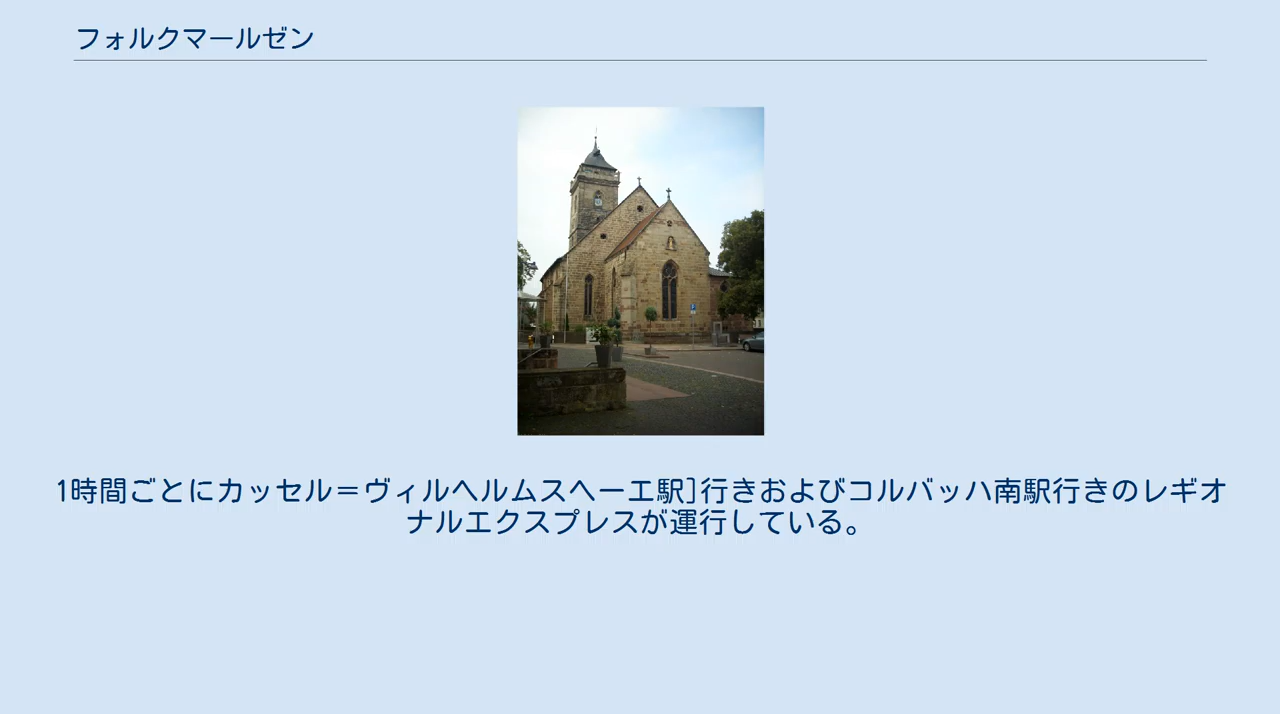 フォルクマールゼン
1時間ごとにカッセル＝ヴィルヘルムスヘーエ駅]行きおよびコルバッハ南駅行きのレギオ
ナルエクスプレスが運行している。